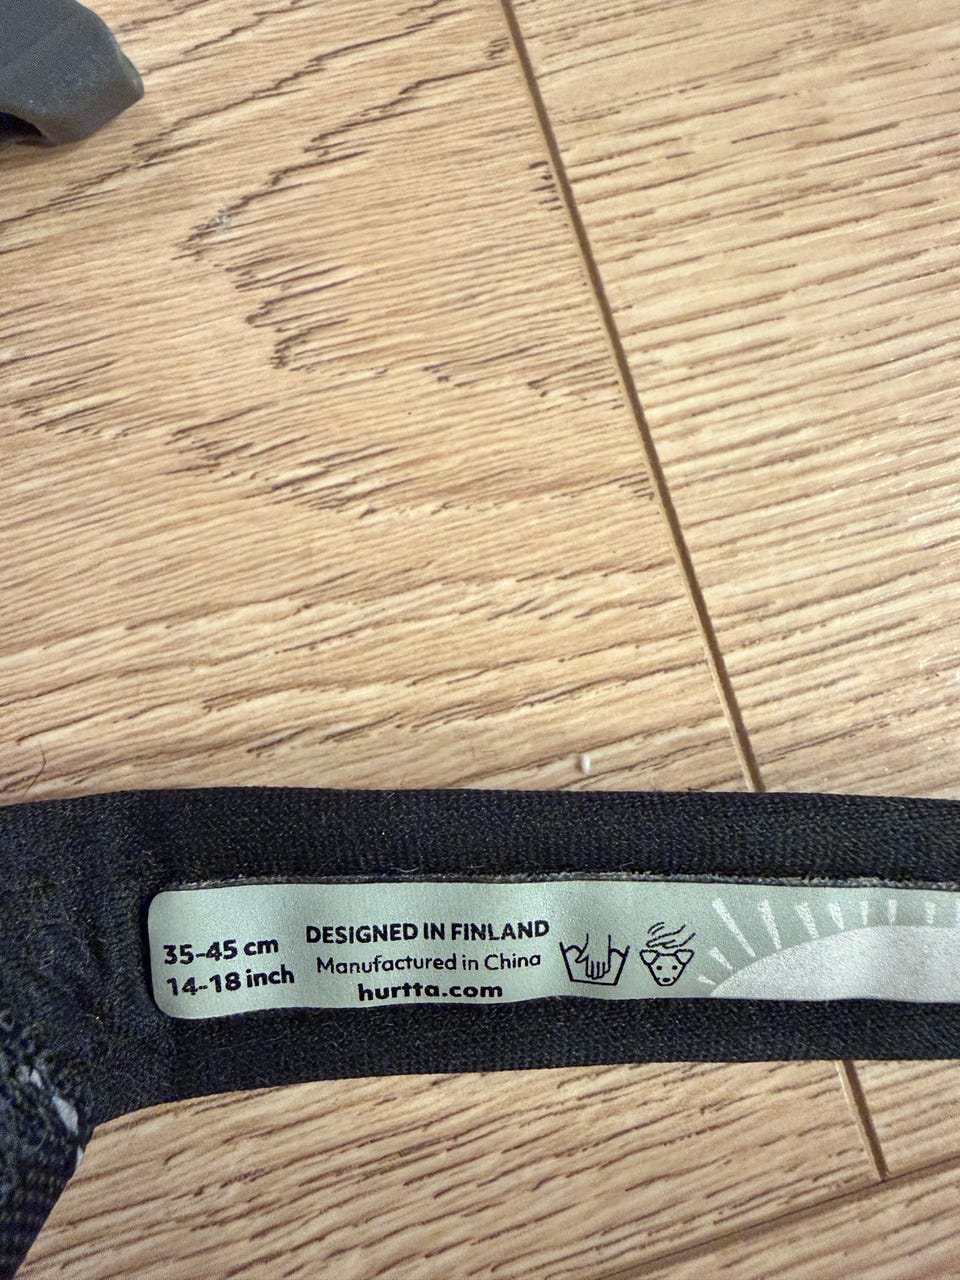 35-45 cm
14-18 inch
DESIGNED IN FINLAND
Manufactured in China
hurtta.com